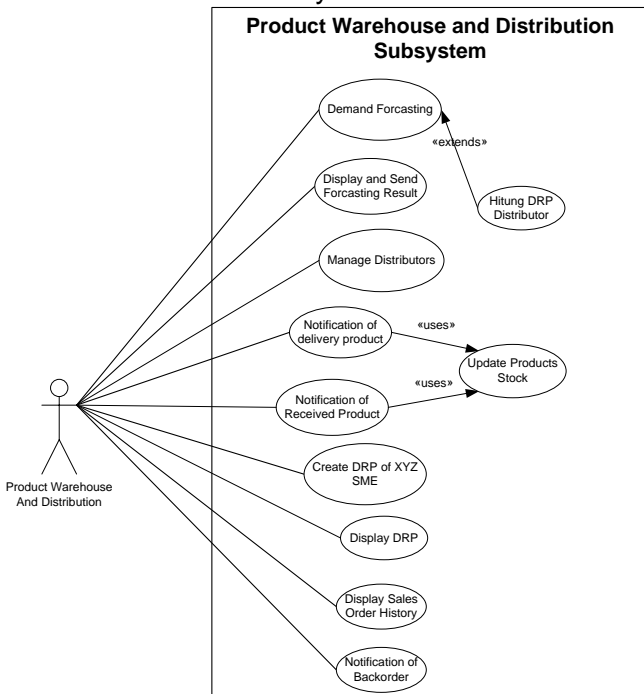 Product Warehouse and Distribution
Subsystem
Demand Forcasting
«extends»
Display and Send
Forcasting Result
Hitung DRP
Distributor
Manage Distributors
Notification of
delivery product
«uses»
Update Products
Stock
«uses»
Notification of
Received Product
Product Warehouse
And Distribution
Create DRP of XYZ
SME
Display DRP
Display Sales
Order History
Notification of
Backorder